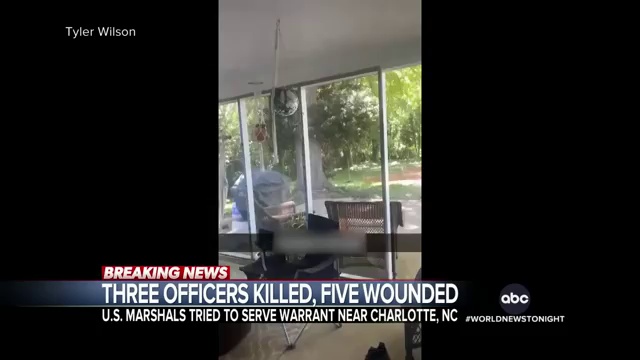 Tyler Wilson
BREAKING NEWS
THREE OFFICERS KILLED, FIVE WOUNDED
abc
U.S. MARSHALS TRIED TO SERVE WARRANT NEAR CHARLOTTE, NC
#WORLDNEWSTONIGHT